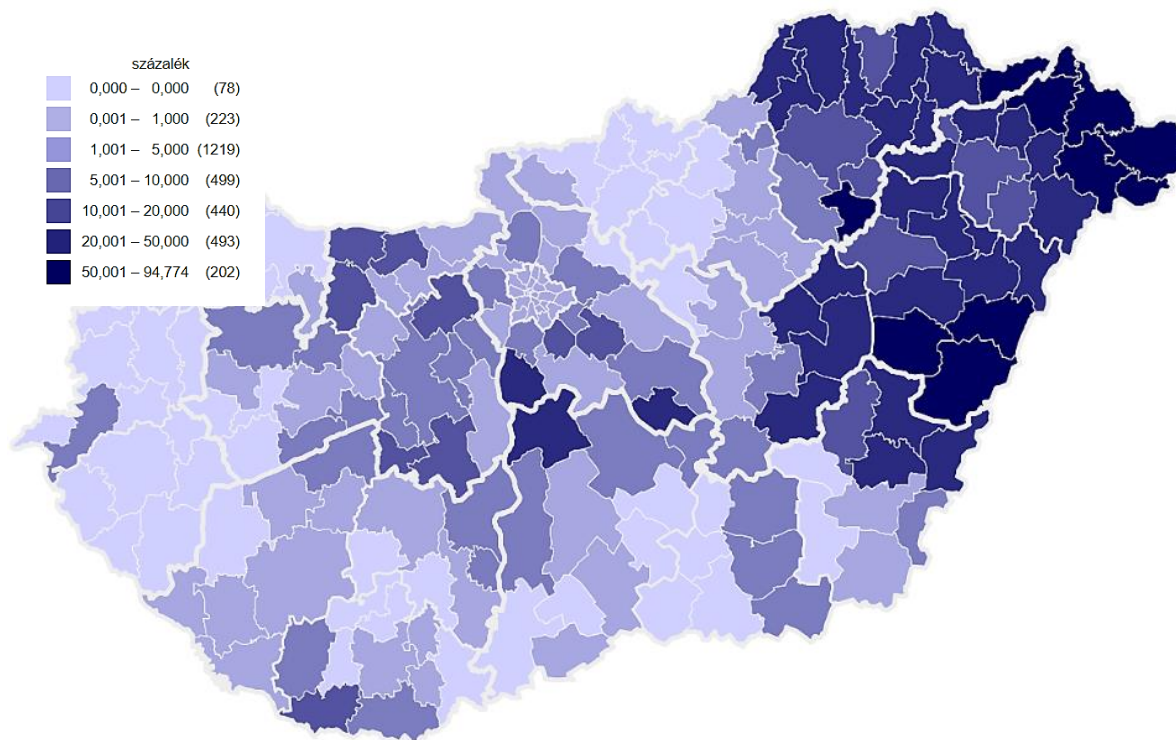 százalék
0,000 – 0,000 (78)
0,001 – 1,000 (223)
1,001 – 5,000 (1219)
5,001 – 10,000 (499)
10,001 – 20,000 (440)
20,001 – 50,000 (493)
50,001 – 94,774 (202)